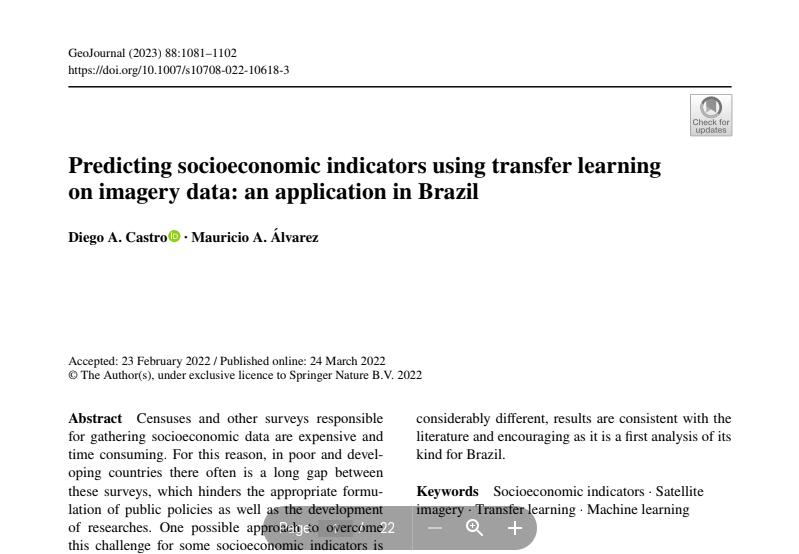 GeoJournal (2023) 88:1081–1102
https://doi.org/10.1007/s10708-022-10618-3
Check for
updates
Predicting socioeconomic indicators using transfer learning
on imagery data: an application in Brazil
Diego A. Castro iD · Mauricio A. Álvarez
Accepted: 23 February 2022 / Published online: 24 March 2022
© The Author(s), under exclusive licence to Springer Nature B.V. 2022
Abstract Censuses and other surveys responsible
for gathering socioeconomic data are expensive and
time consuming. For this reason, in poor and devel-
oping countries there often is a long gap between
these surveys, which hinders the appropriate formu-
lation of public policies as well as the development
of researches. One possible approach to overcome
this challenge for some socioeconomic indicators is
considerably different, results are consistent with the
literature and encouraging as it is a first analysis of its
kind for Brazil.
Keywords Socioeconomic indicators · Satellite
imagery · Transfer learning · Machine learning
Page / 22